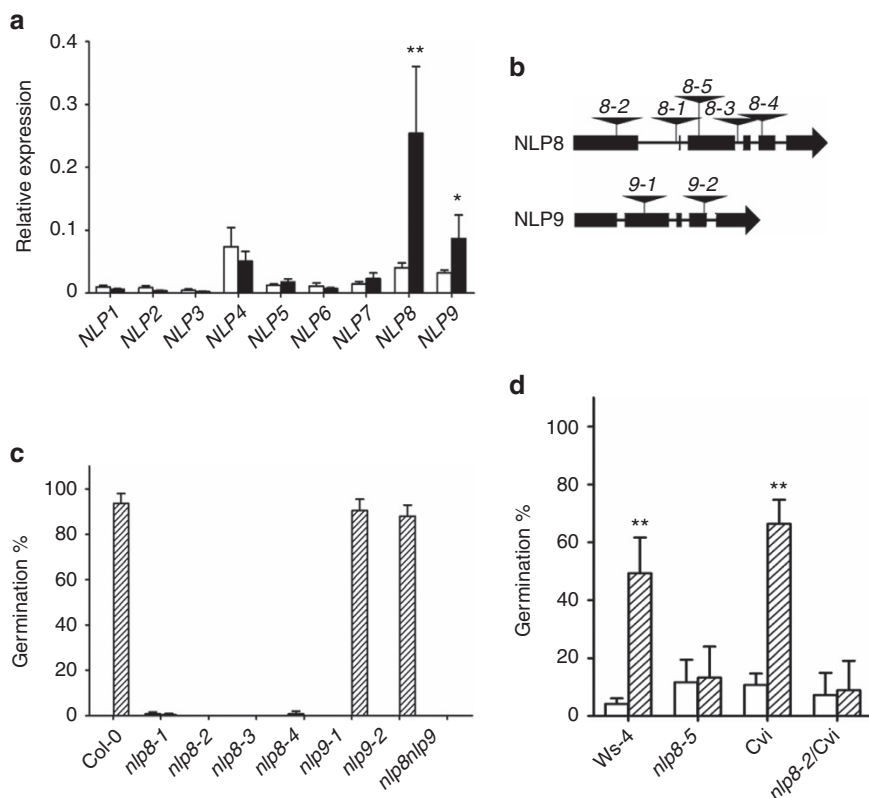 a
0.4
0.3
0.2
0.1
0
Relative expression
**
*
NLP1
NLP2
NLP3
NLP4
NLP5
NLP6
NLP7
NLP8
NLP9
b
8-5
8-2
8-1
8-3
8-4
NLP8
9-1
9-2
NLP9
c
100
80
60
40
20
0
Germination %
Col-0
nlp8-1
nlp8-2
nlp8-3
nlp8-4
nlp9-1
nlp9-2
nlp8nlp9
d
100
80
60
40
20
0
Germination %
**
**
Ws-4
nlp8-5
Cvi
nlp8-2/Cvi